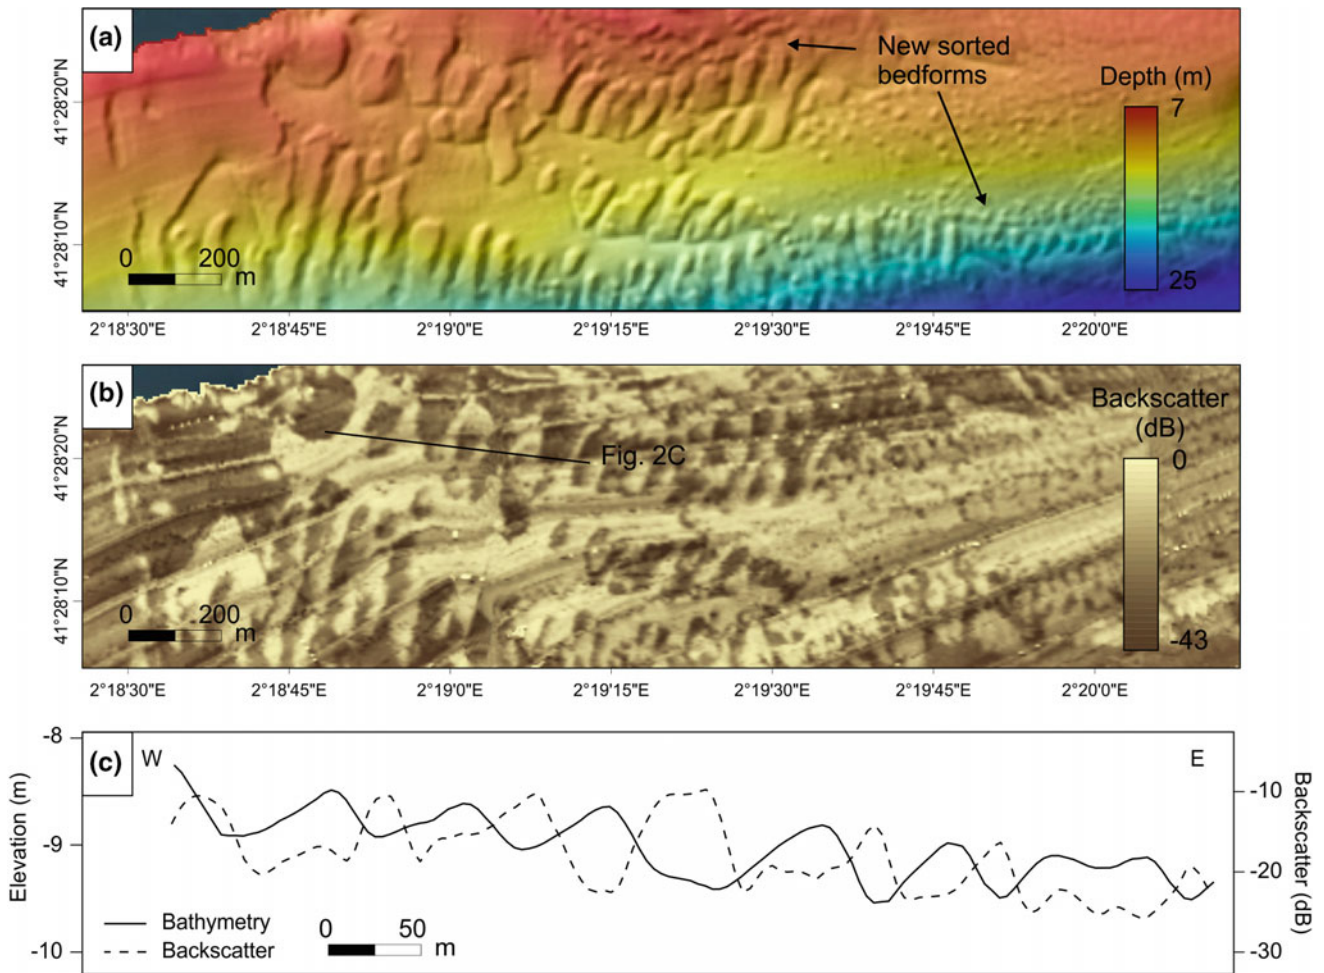 (a)
New sorted
bedforms
Depth (m)
7
25
41°28'20"N
41°28'10"N
0 200
m
2°18'30"E 2°18'45"E 2°19'0"E 2°19'15"E 2°19'30"E 2°19'45"E 2°20'0"E
(b)
Backscatter
(dB)
0
-43
Fig. 2C
41°28'20"N
41°28'10"N
0 200
m
2°18'30"E 2°18'45"E 2°19'0"E 2°19'15"E 2°19'30"E 2°19'45"E 2°20'0"E
(c)
W
E
-8
-9
-10
Elevation (m)
-10
-20
-30
Backscatter (dB)
Bathymetry
Backscatter
0 50
m